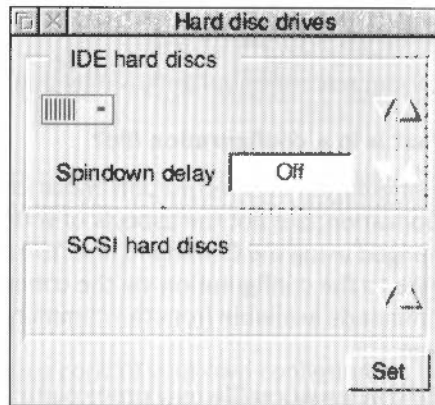 Hard disc drives
IDE hard discs
Spindown delay Off
SCSI hard discs
Set